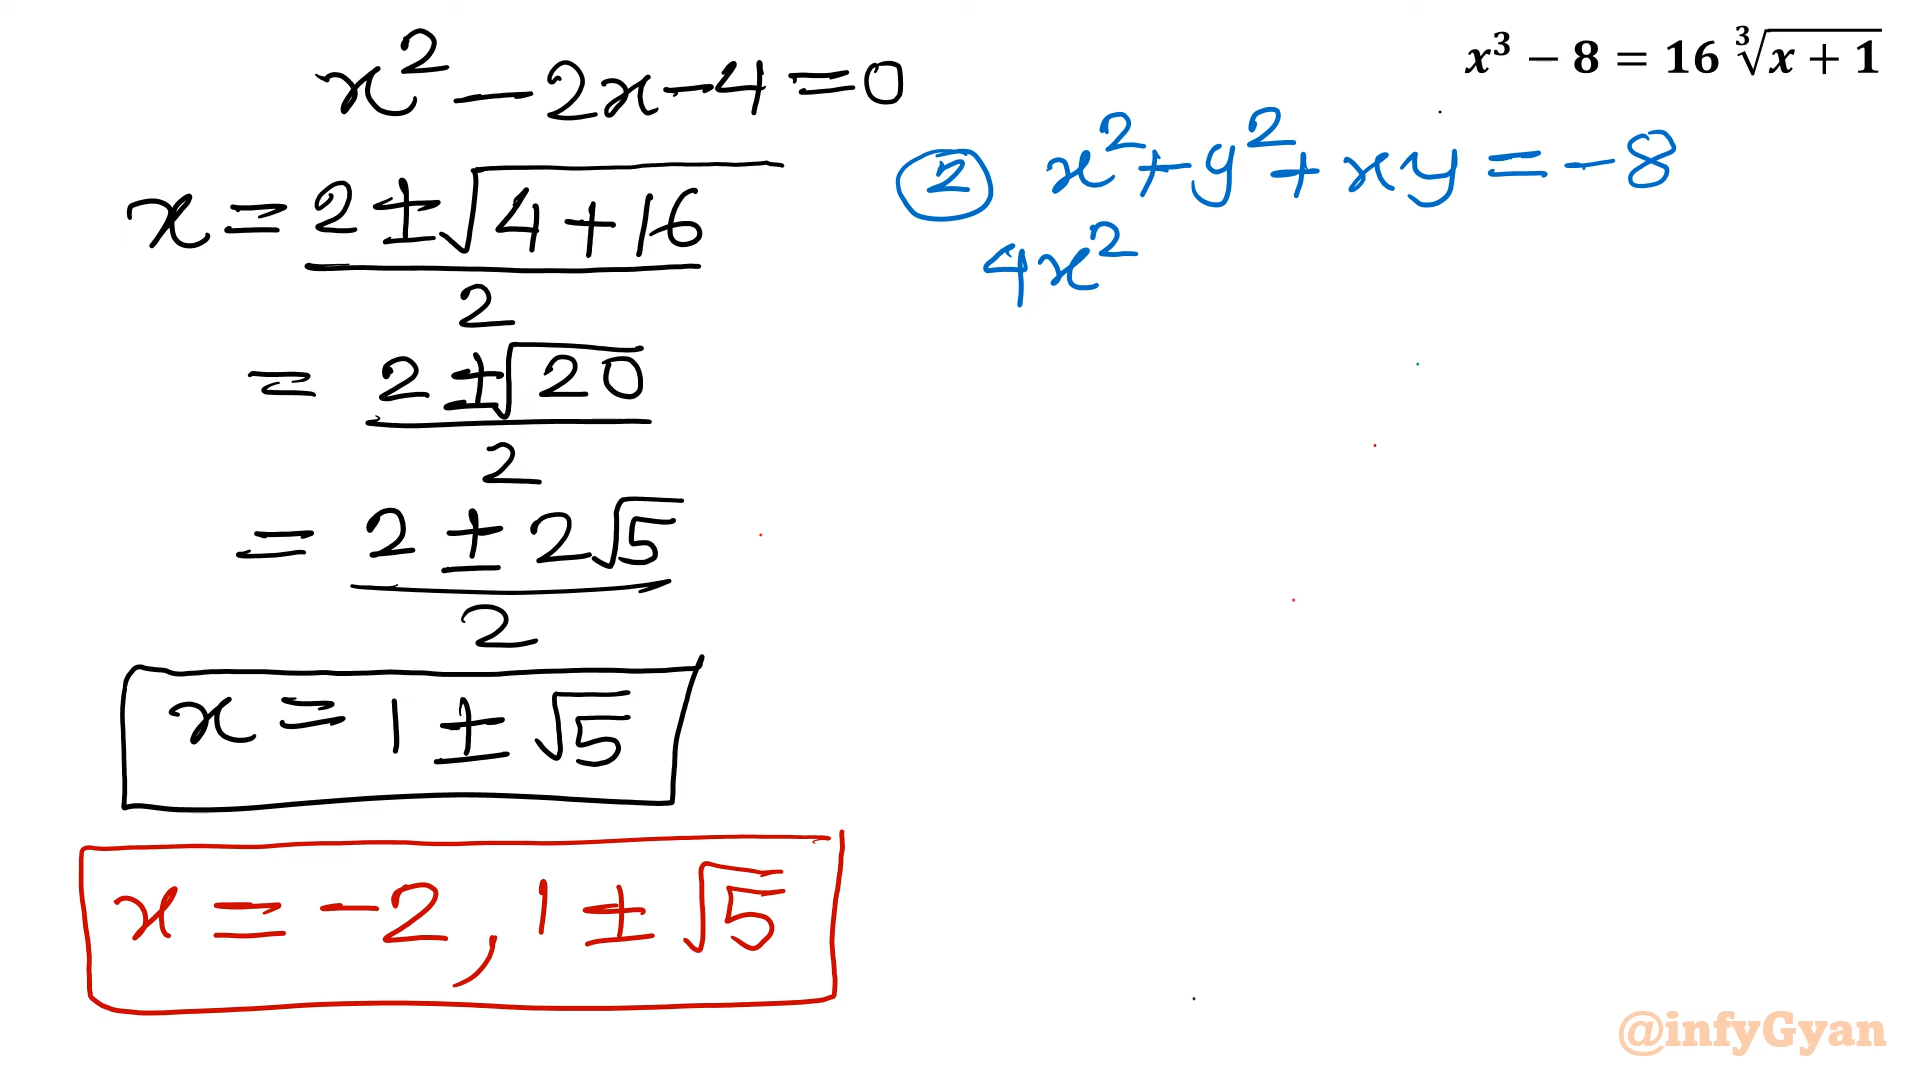 x³ − 8 = 16 ∛(x + 1)
x² − 2x − 4 = 0
x = (2 ± √(4 + 16)) / 2
= (2 ± √20) / 2
= (2 ± 2√5) / 2
x = 1 ± √5
x = −2, 1 ± √5
② x² + y² + xy = −8
4x²
@infyGyan